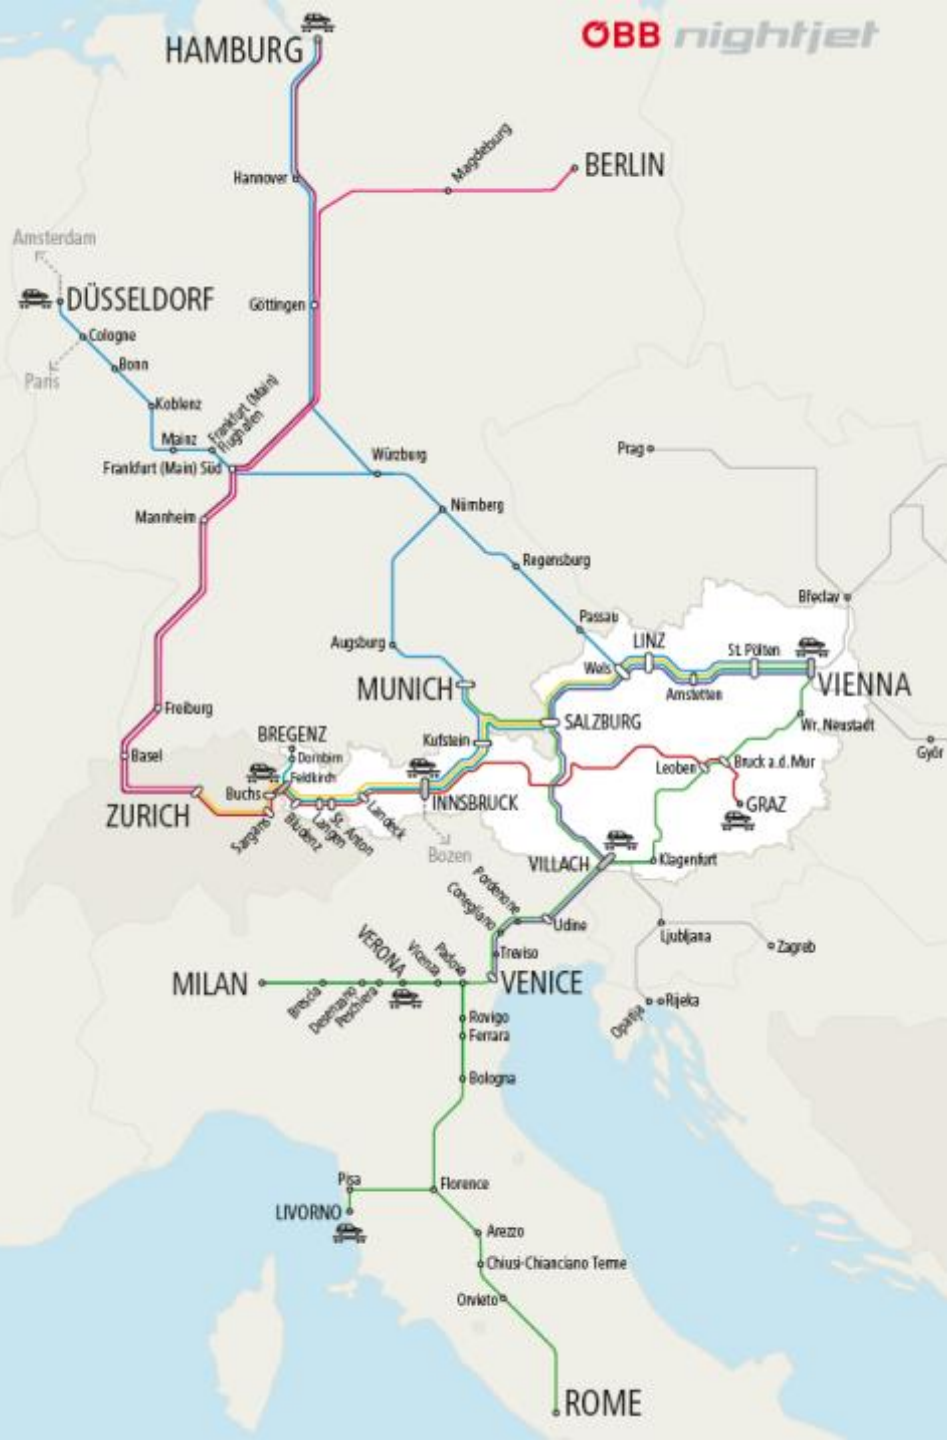 ÖBB nightjet
HAMBURG
Magdeburg
BERLIN
Hannover
Amsterdam
DÜSSELDORF
Göttingen
Cologne
Bonn
Paris
Koblenz
Mainz
Frankfurt (Main)
Flughafen
Frankfurt (Main) Süd
Würzburg
Prag
Nürnberg
Mannheim
Regensburg
Břeclav
Passau
Augsburg
LINZ
St. Pölten
Wels
MUNICH
Amstetten
VIENNA
Freiburg
SALZBURG
Wr. Neustadt
BREGENZ
Kufstein
Győr
Basel
Dornbirn
Feldkirch
Leoben
Bruck a.d.Mur
Buchs
INNSBRUCK
GRAZ
ZURICH
Sargans
Bludenz
Langen
St. Anton
Landeck
Bozen
VILLACH
Klagenfurt
Pordenone
Conegliano
Udine
Ljubljana
Zagreb
Treviso
VERONA
Vicenza
Padova
MILAN
VENICE
Brescia
Desenzano
Peschiera
Opatija
Rijeka
Rovigo
Ferrara
Bologna
Pisa
Florence
LIVORNO
Arezzo
Chiusi-Chianciano Terme
Orvieto
ROME